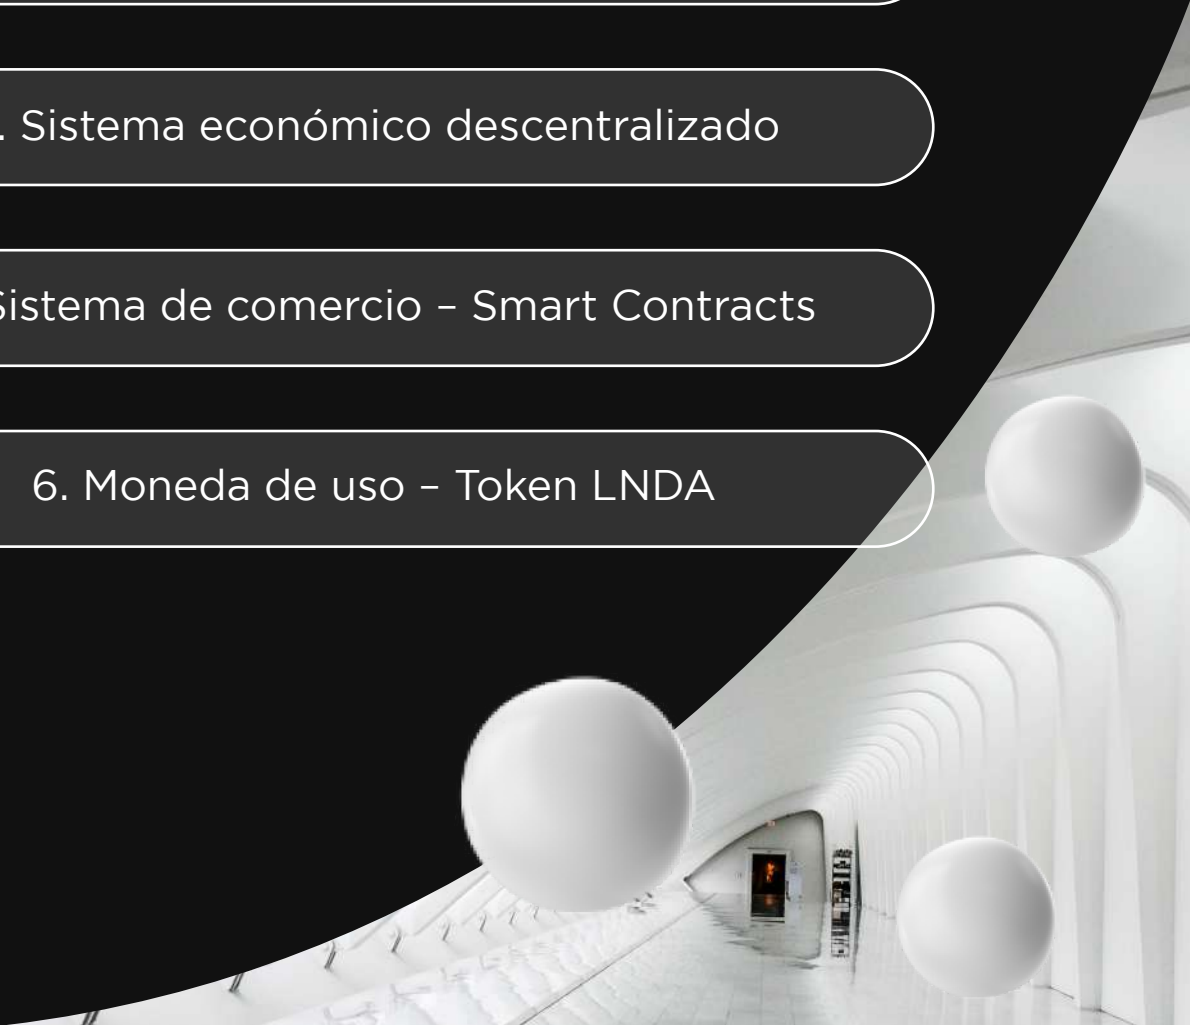 . Sistema económico descentralizado
Sistema de comercio – Smart Contracts
6. Moneda de uso – Token LNDA